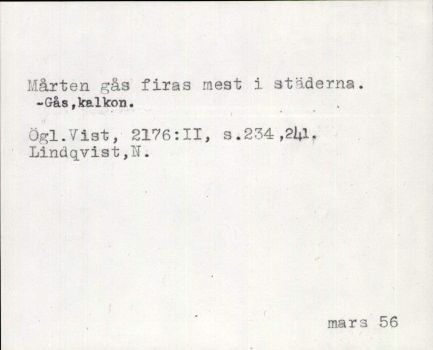 Mårten gås firas mest i städerna.
-Gås,kalkon.
Ögl.Vist, 2176:II, s.234,241.
Lindqvist,N.
mars 56